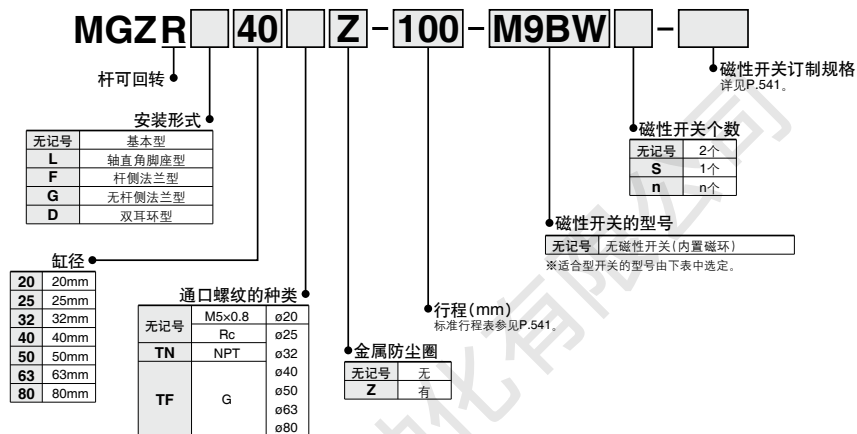 MGZR 40 Z-100-M9BW -
杆可回转
安装形式
无记号 基本型
L 轴直角脚座型
F 杆侧法兰型
G 无杆侧法兰型
D 双耳环型
缸径
20 20mm
25 25mm
32 32mm
40 40mm
50 50mm
63 63mm
80 80mm
通口螺纹的种类
无记号 M5×0.8 ø20
Rc ø25
TN NPT ø32
TF G ø40
ø50
ø63
ø80
金属防尘圈
无记号 无
Z 有
行程(mm)
标准行程表参见P.541。
磁性开关的型号
无记号 无磁性开关(内置磁环)
※适合型开关的型号由下表中选定。
磁性开关个数
无记号 2个
S 1个
n n个
磁性开关订制规格
详见P.541。
动化有限公司